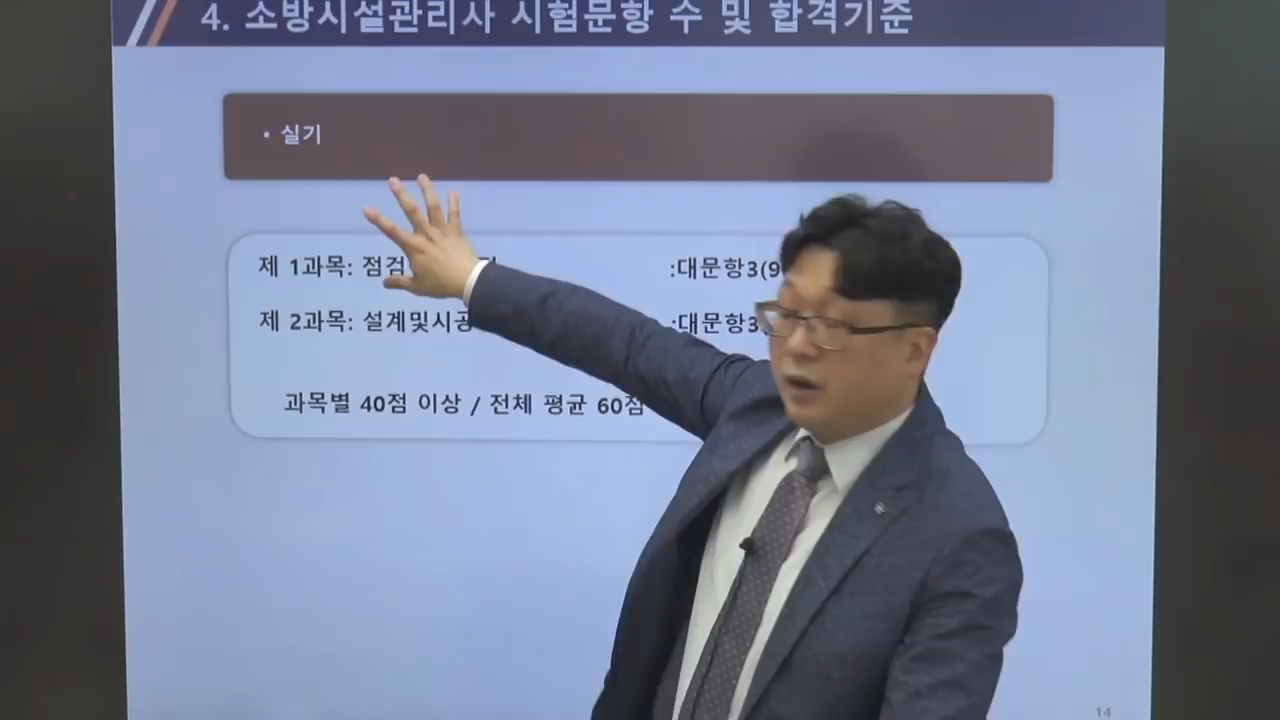 4. 소방시설관리사 시험문항 수 및 합격기준
• 실기
제 1과목: 점검 :대문항3(9
제 2과목: 설계및시공 :대문항3
과목별 40점 이상 / 전체 평균 60점
14